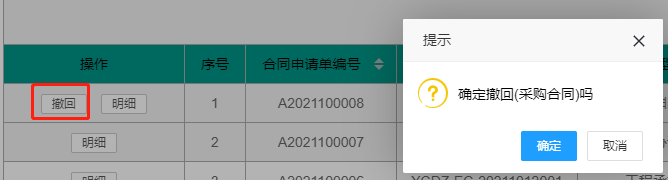 提示
操作 序号 合同申请单编号
撤回 明细 1 A2021100008
确定撤回(采购合同)吗
明细 2 A2021100007
确定 取消